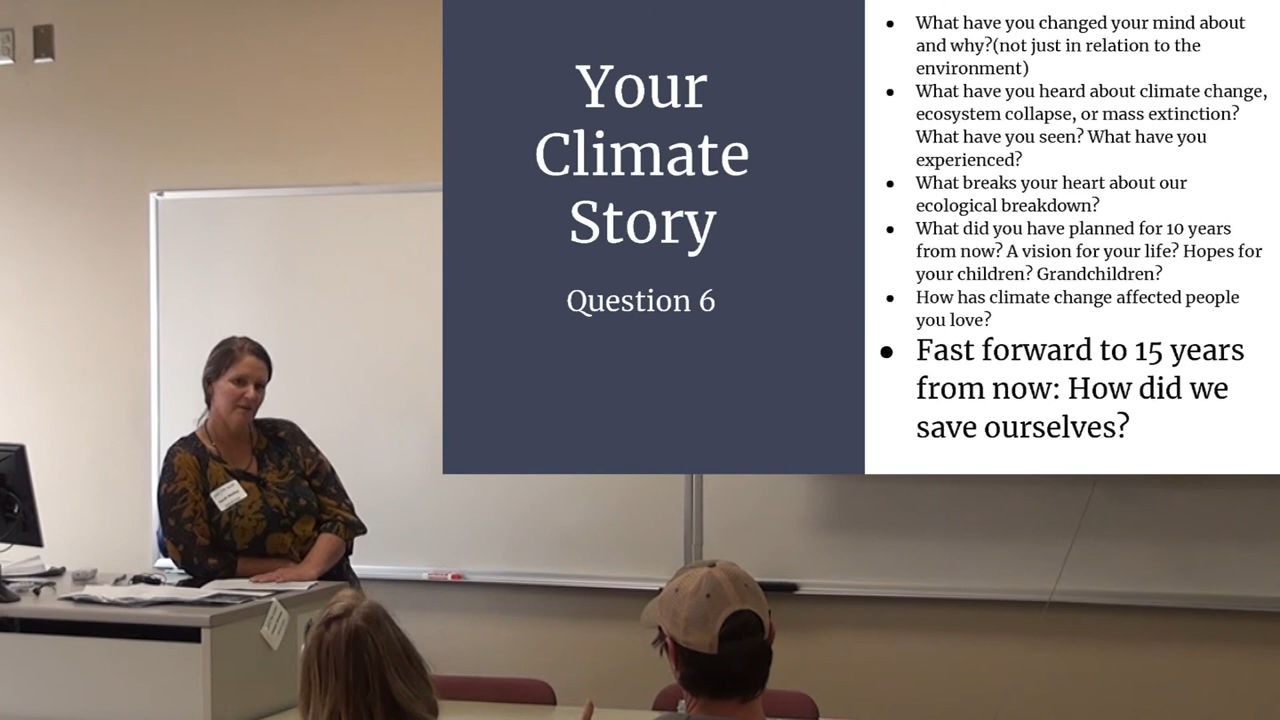 Your
Climate
Story
Question 6
● What have you changed your mind about
and why?(not just in relation to the
environment)
● What have you heard about climate change,
ecosystem collapse, or mass extinction?
What have you seen? What have you
experienced?
● What breaks your heart about our
ecological breakdown?
● What did you have planned for 10 years
from now? A vision for your life? Hopes for
your children? Grandchildren?
● How has climate change affected people
you love?
● Fast forward to 15 years
from now: How did we
save ourselves?